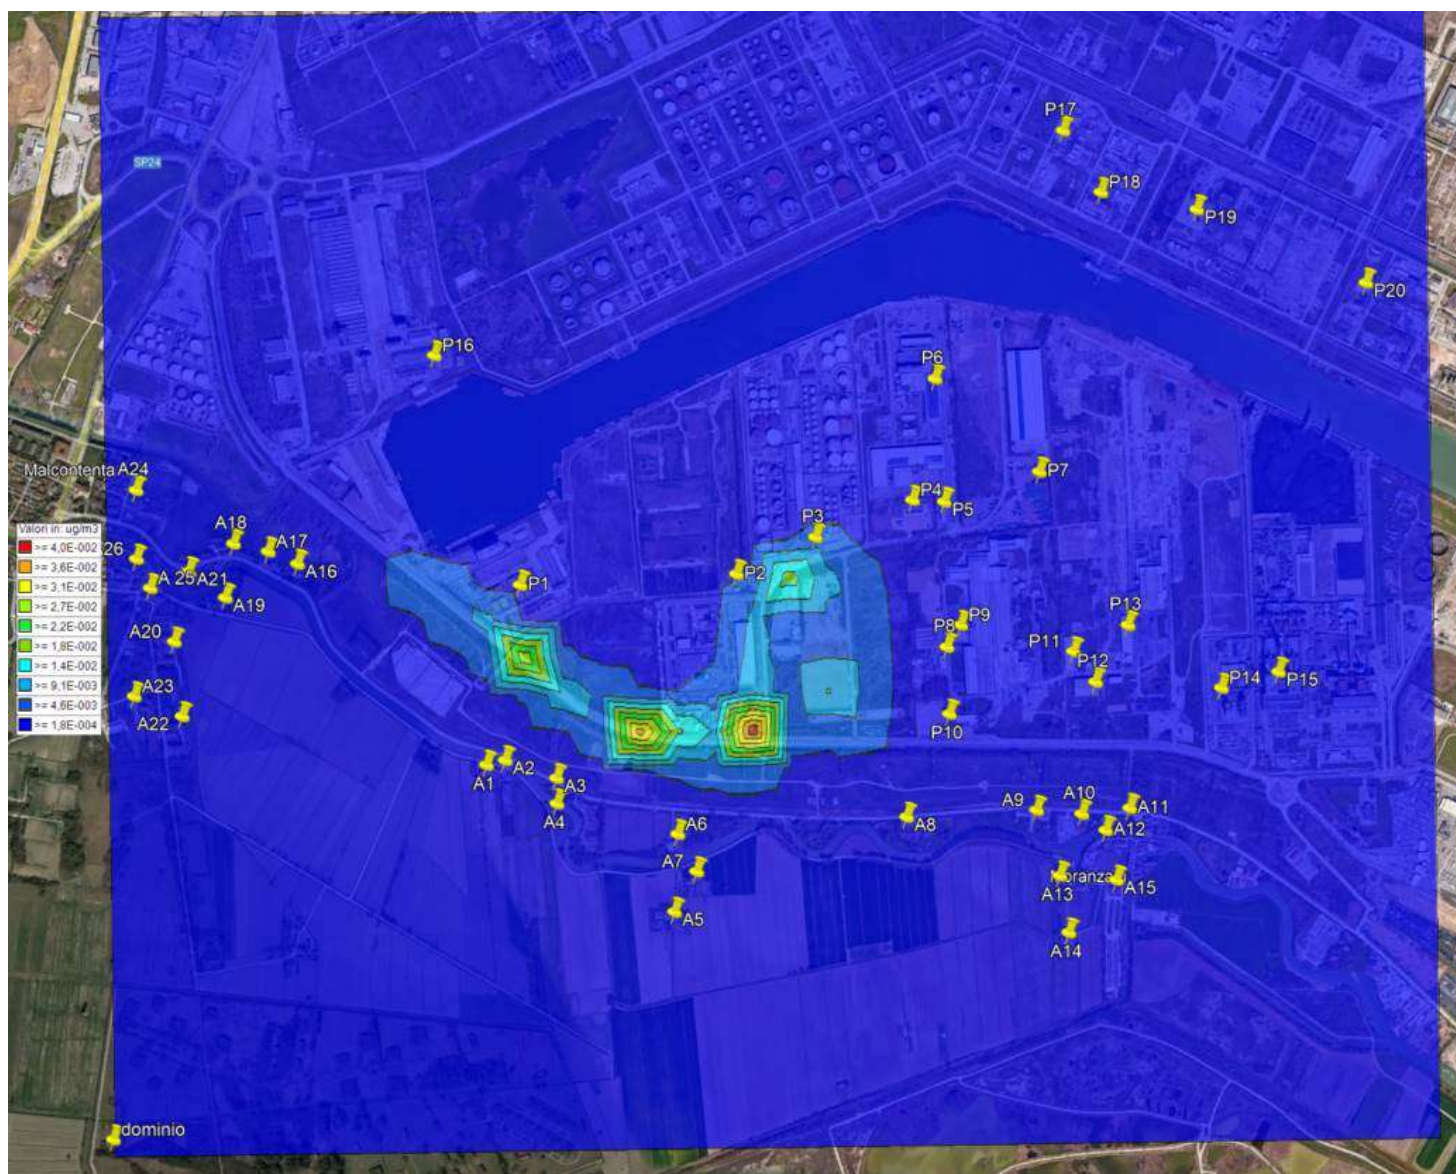 P17
P18
P19
SP24
P20
P16
P6
Malcontenta A24
P7
P4
P5
Valori in: ug/m3
>= 4,0E-002
>= 3,6E-002
>= 3,1E-002
>= 2,7E-002
>= 2,2E-002
>= 1,8E-002
>= 1,4E-002
>= 9,1E-003
>= 4,6E-003
>= 1,8E-004
A18
A17
A16
P3
A 25
A21
A19
P1
P2
A20
P13
P9
P8
P11
P12
P14
P15
A23
A22
P10
A1
A2
A3
A4
A6
A7
A5
A8
A9
A10
A11
A12
A13
A15
A14
dominio